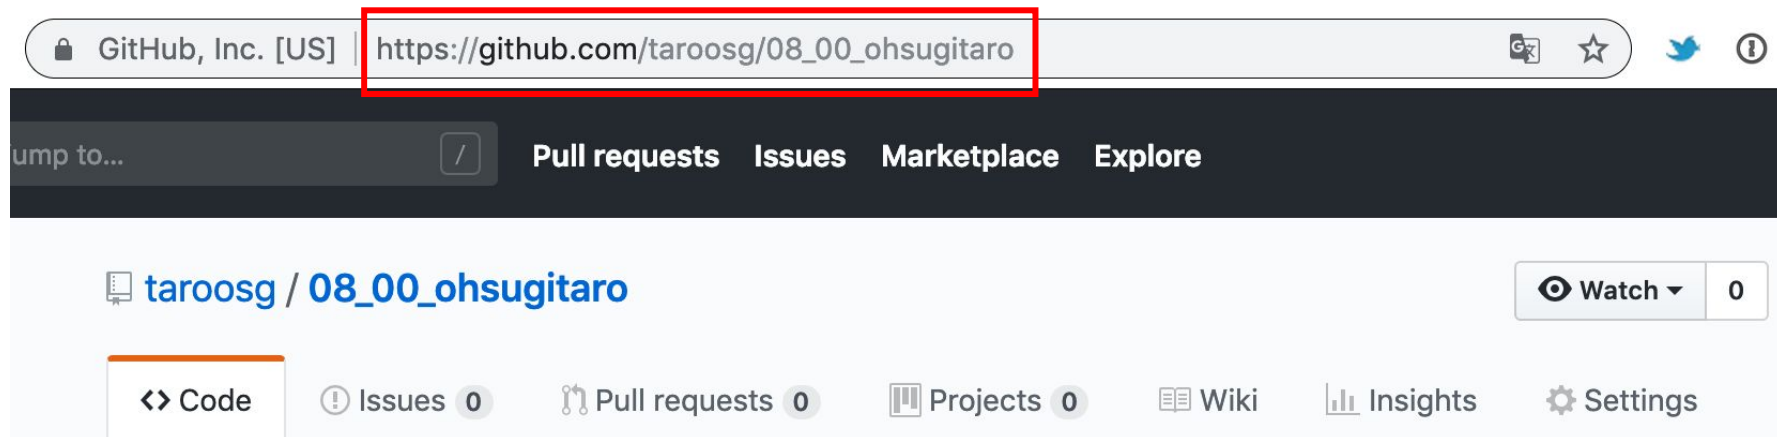 GitHub, Inc. [US] https://github.com/taroosg/08_00_ohsugitaro
ump to... / Pull requests Issues Marketplace Explore
taroosg / 08_00_ohsugitaro Watch 0
<> Code Issues 0 Pull requests 0 Projects 0 Wiki Insights Settings